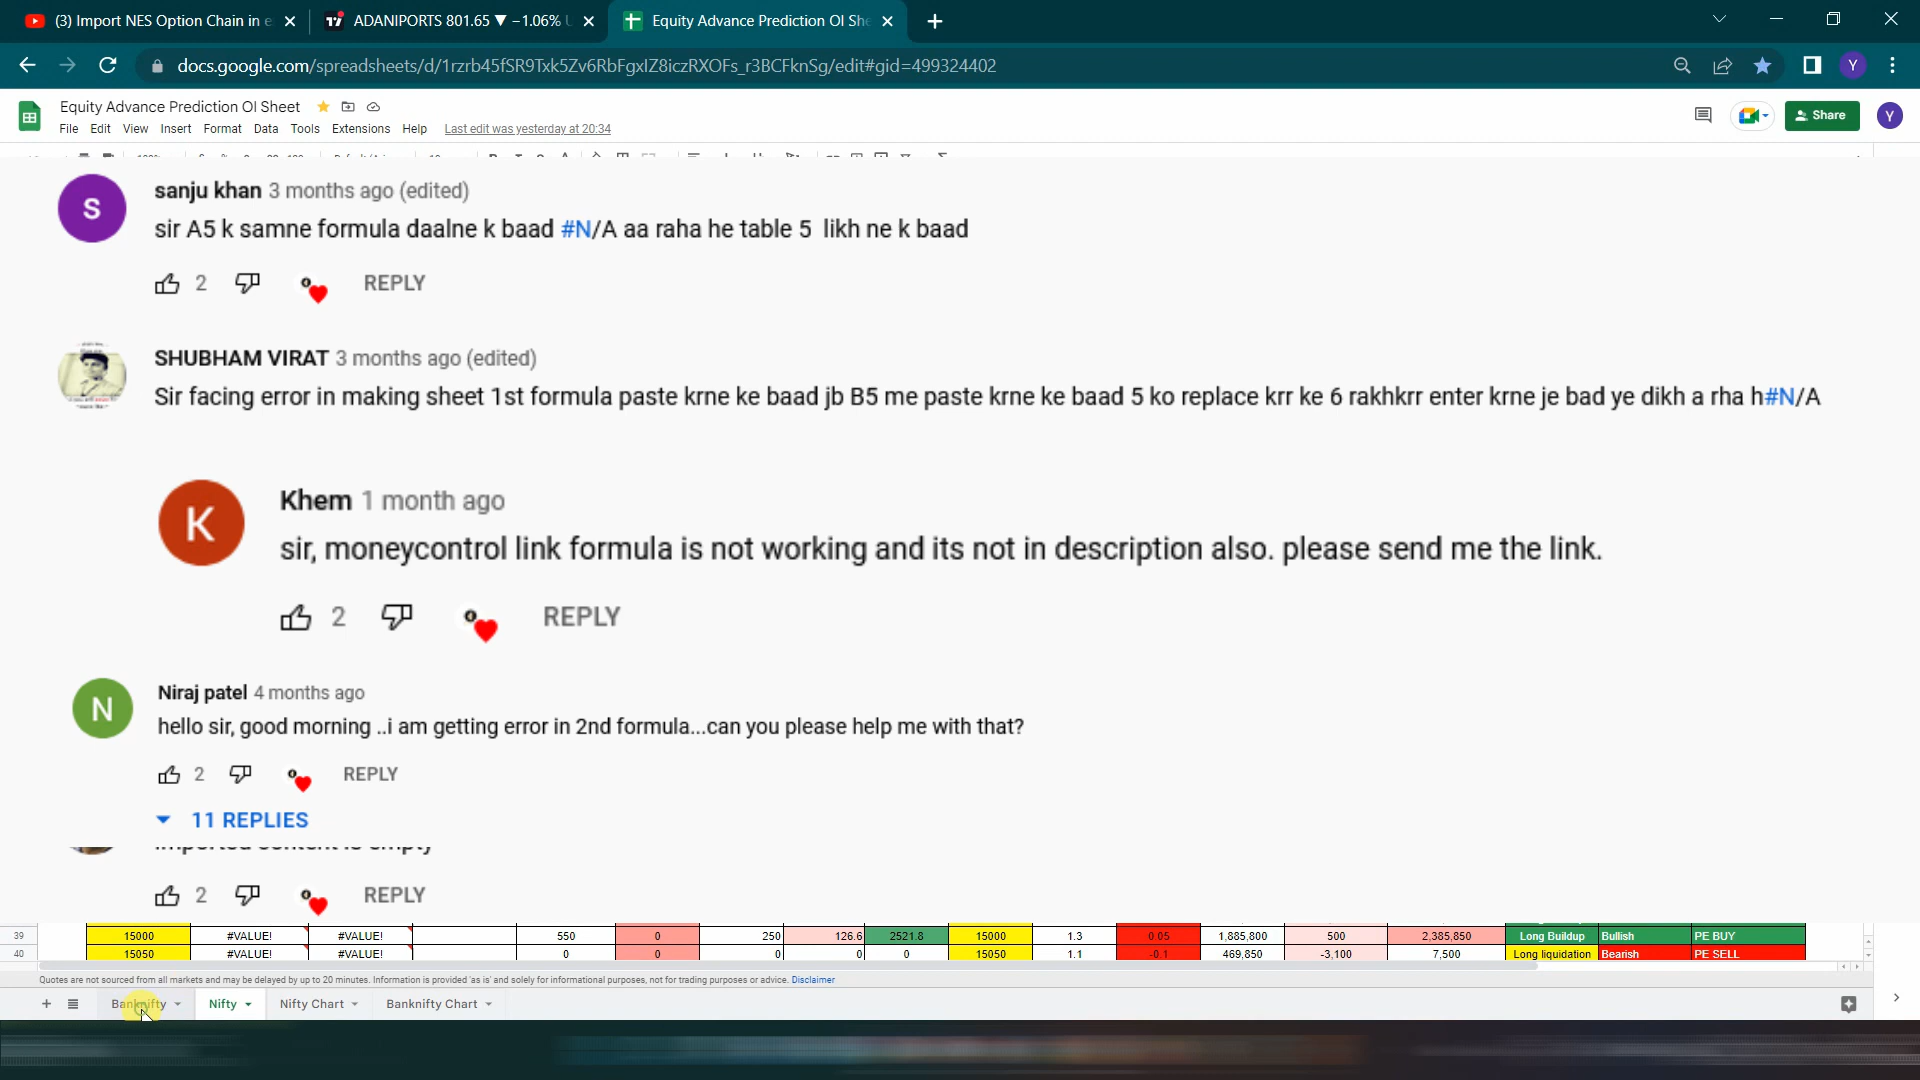 (3) Import NES Option Chain in e
ADANIPORTS 801.65 ▼ −1.06%
Equity Advance Prediction OI She
docs.google.com/spreadsheets/d/1rzrb45fSR9Txk5Zv6RbFgxIZ8iczRXOFs_r3BCFknSg/edit#gid=499324402
Y
Equity Advance Prediction OI Sheet
File Edit View Insert Format Data Tools Extensions Help Last edit was yesterday at 20:34
Share
Y
S
sanju khan 3 months ago (edited)
sir A5 k samne formula daalne k baad #N/A aa raha he table 5 likh ne k baad
2 REPLY
SHUBHAM VIRAT 3 months ago (edited)
Sir facing error in making sheet 1st formula paste krne ke baad jb B5 me paste krne ke baad 5 ko replace krr ke 6 rakhkrr enter krne je bad ye dikh a rha h#N/A
K
Khem 1 month ago
sir, moneycontrol link formula is not working and its not in description also. please send me the link.
2 REPLY
N
Niraj patel 4 months ago
hello sir, good morning ..i am getting error in 2nd formula...can you please help me with that?
2 REPLY
11 REPLIES
imported content is empty
2 REPLY
39 15000 #VALUE! #VALUE! 550 0 250 126.6 2521.8 15000 1.3 0.05 1,885,800 500 2,385,850 Long Buildup Bullish PE BUY
40 15050 #VALUE! #VALUE! 0 0 0 0 0 15050 1.1 -0.1 469,850 -3,100 7,500 Long liquidation Bearish PE SELL
Quotes are not sourced from all markets and may be delayed by up to 20 minutes. Information is provided 'as is' and solely for informational purposes, not for trading purposes or advice. Disclaimer
Banknifty Nifty Nifty Chart Banknifty Chart